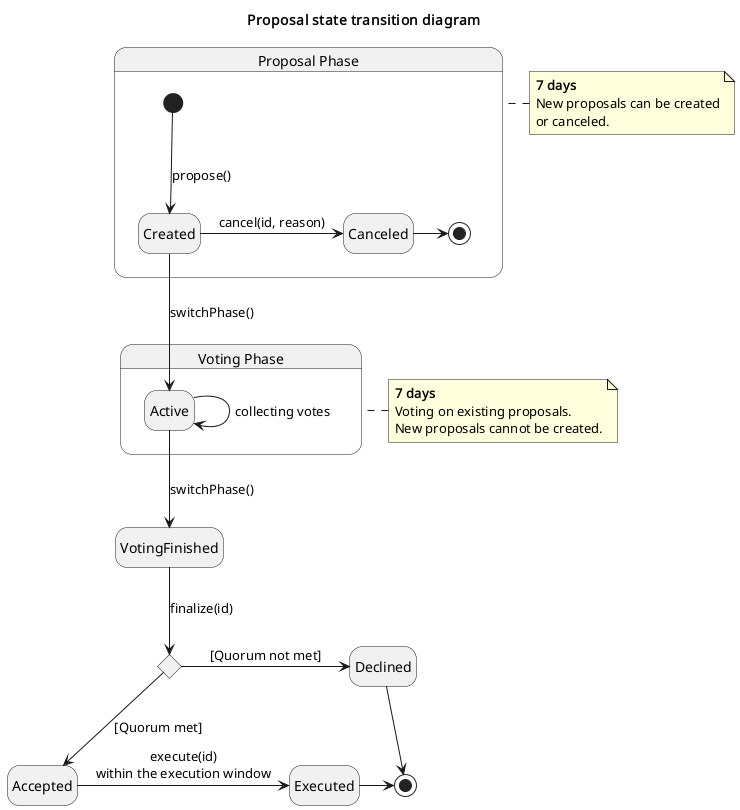 Proposal state transition diagram
Proposal Phase
7 days
New proposals can be created
or canceled.
propose()
Created
cancel(id, reason)
Canceled
switchPhase()
Voting Phase
7 days
Voting on existing proposals.
New proposals cannot be created.
Active
collecting votes
switchPhase()
VotingFinished
finalize(id)
[Quorum not met]
Declined
[Quorum met]
execute(id)
within the execution window
Accepted
Executed